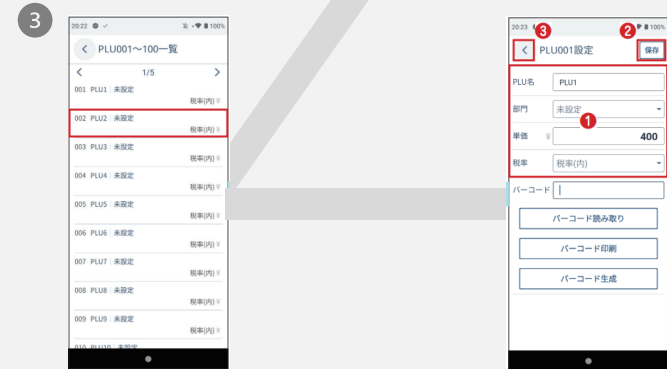 3
20:22
100%
PLU001〜100一覧
1/5
001 PLU1 未設定
税率(内) ¥
002 PLU2 未設定
税率(内) ¥
003 PLU3 未設定
税率(内) ¥
004 PLU4 未設定
税率(内) ¥
005 PLU5 未設定
税率(内) ¥
006 PLU6 未設定
税率(内) ¥
007 PLU7 未設定
税率(内) ¥
008 PLU8 未設定
税率(内) ¥
009 PLU9 未設定
税率(内) ¥
010 PLU10 未設定
20:23
100%
3
2
PLU001設定
保存
PLU名 PLU1
部門 未設定
1
単価 ¥ 400
税率 税率(内)
バーコード
バーコード読み取り
バーコード印刷
バーコード生成